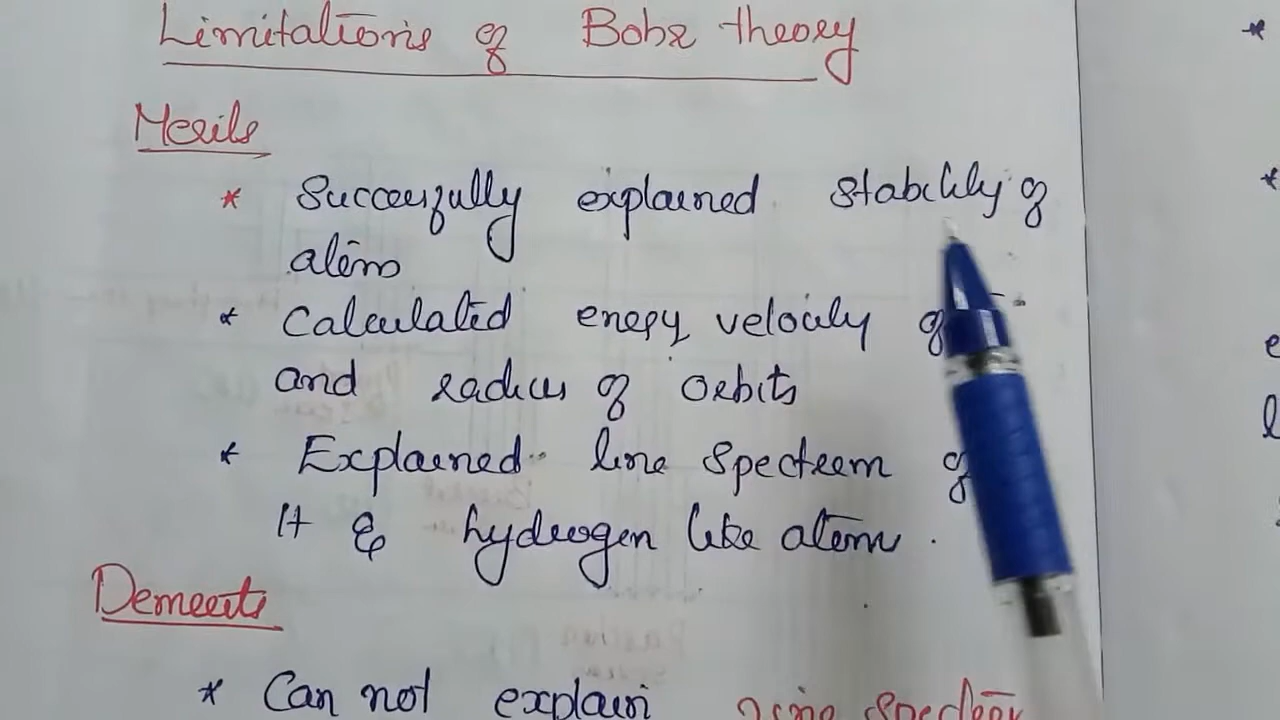 Limitations of Bohr theory
Merits
* Successfully explained stability of
atom
* Calculated energy velocity of e-
and radius of orbits
* Explained line Spectrum of
H & hydrogen like atom.
Demerits
* Can not explain